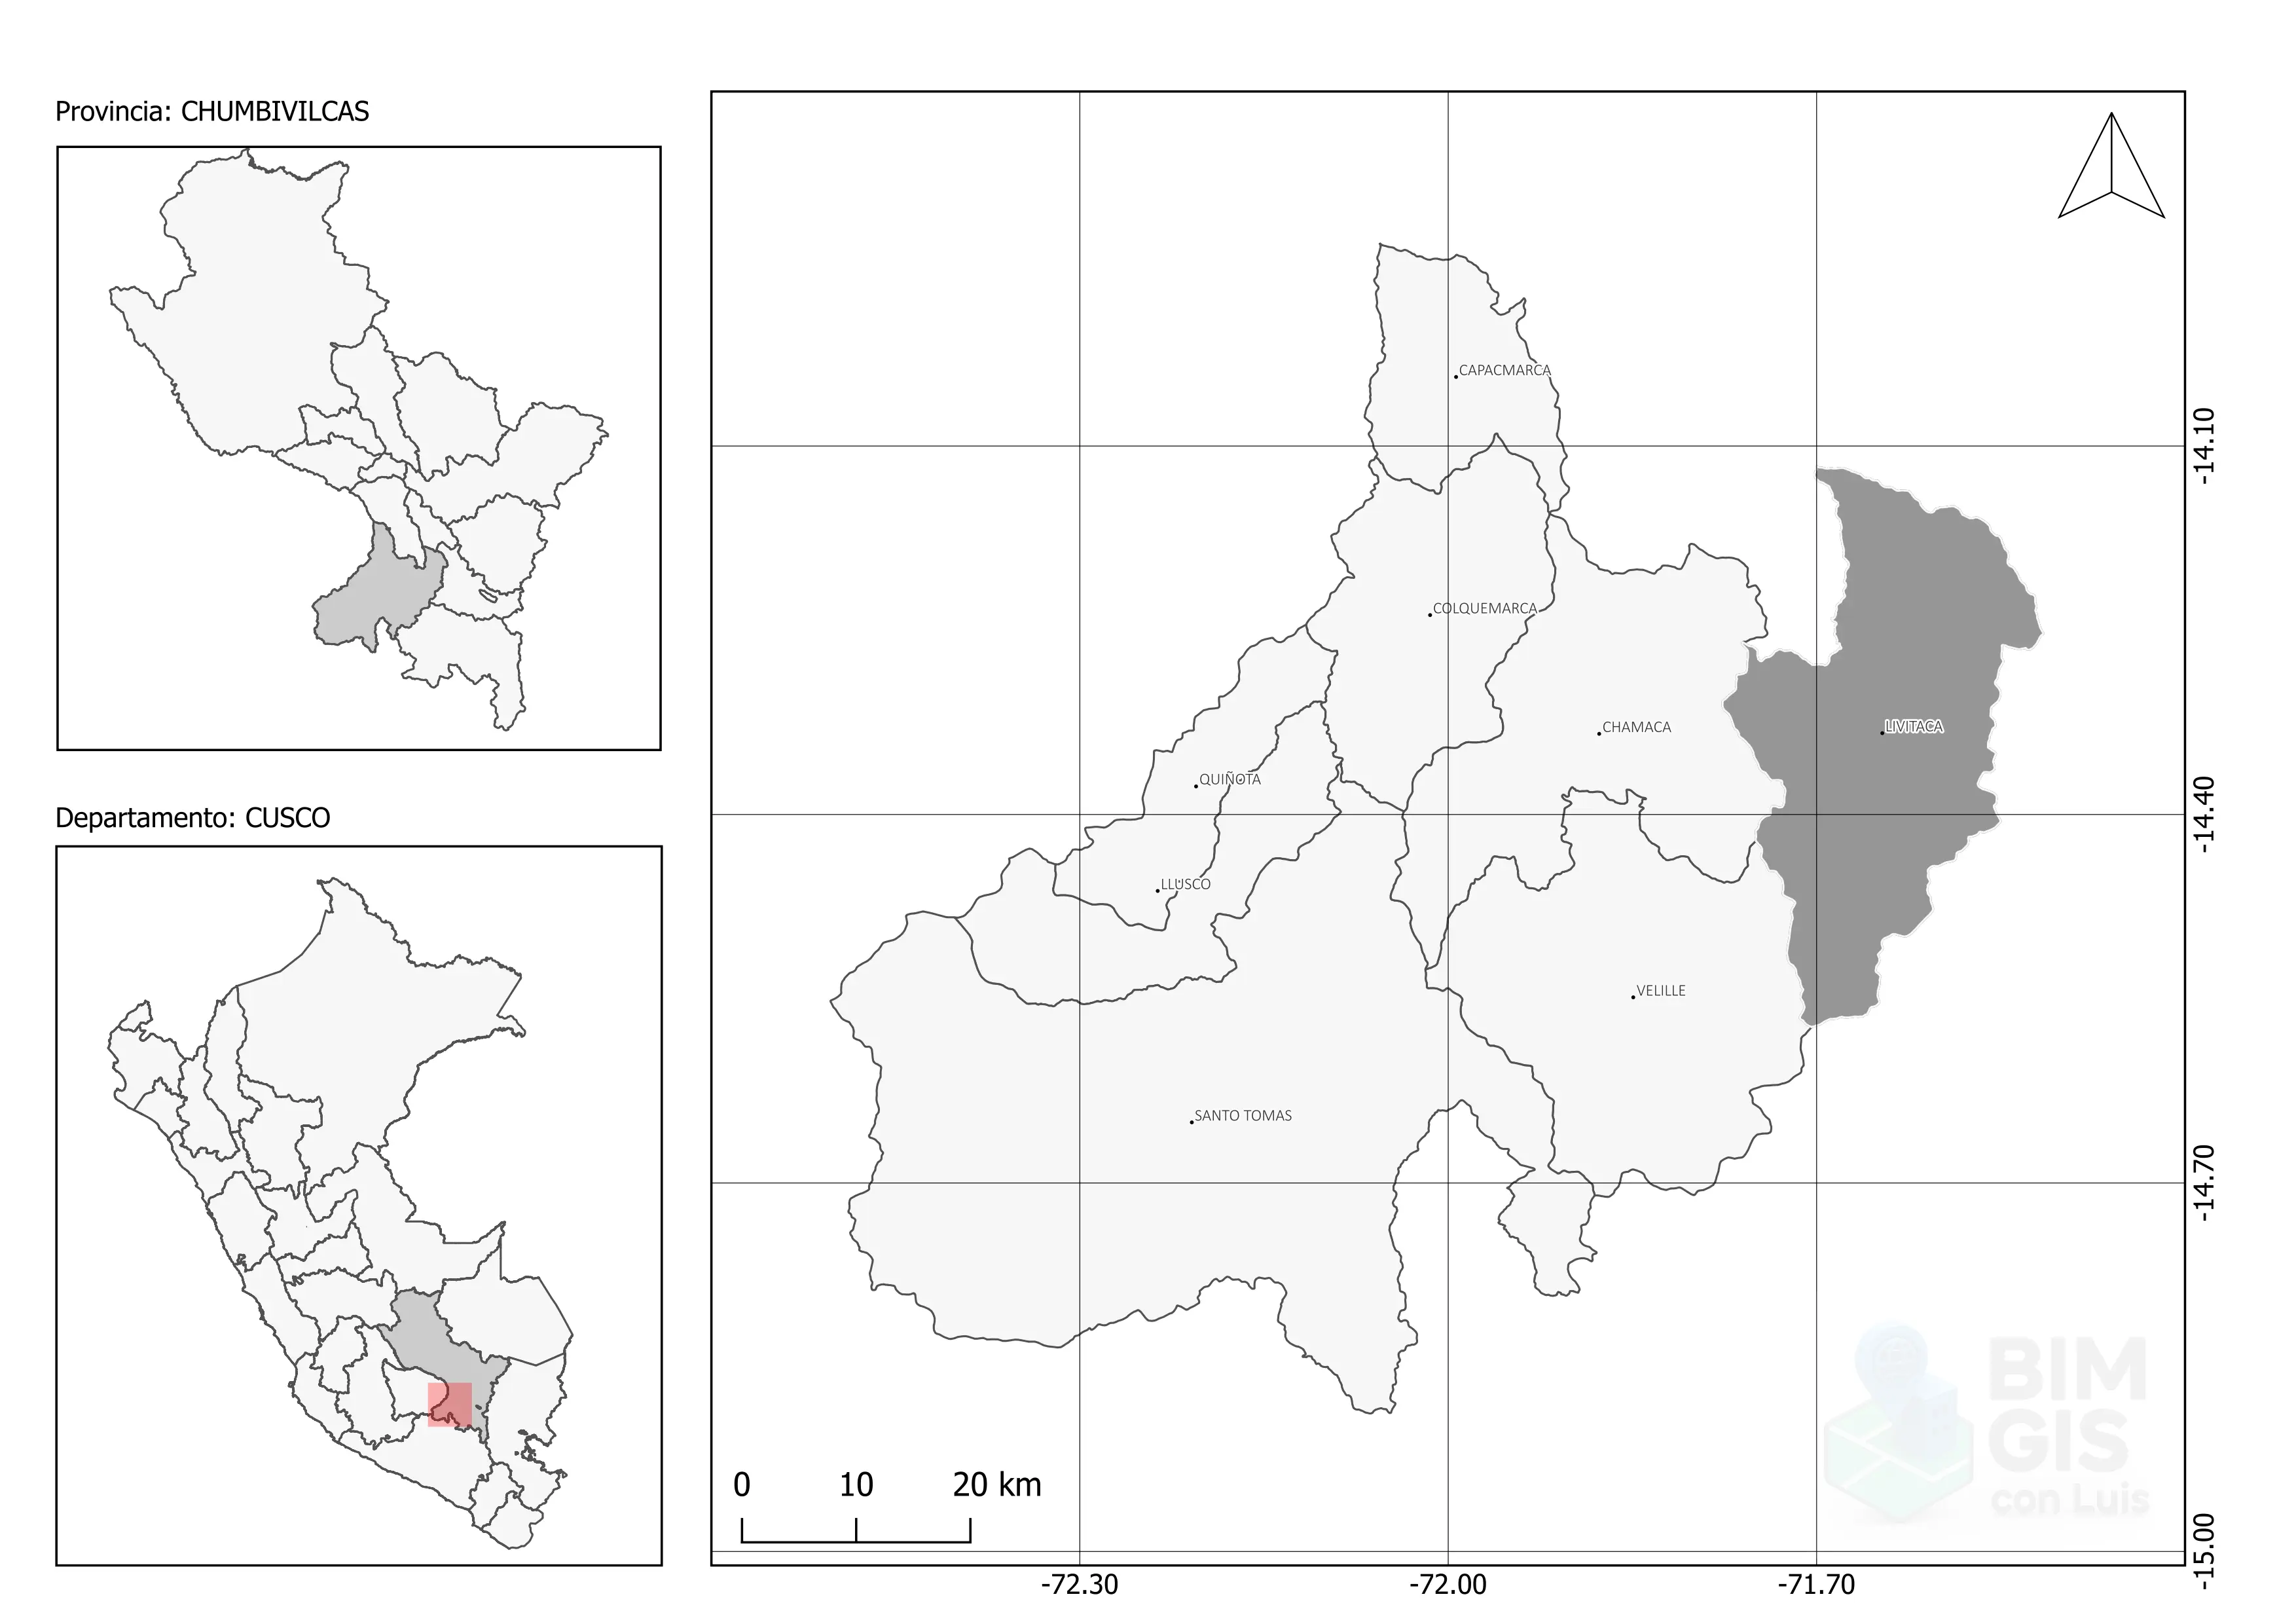 Provincia: CHUMBIVILCAS
Departamento: CUSCO
CAPACMARCA
COLQUEMARCA
CHAMACA
LIVITACA
QUIÑOTA
LLUSCO
VELILLE
SANTO TOMAS
-14.10
-14.40
-14.70
-15.00
0 10 20 km
-72.30 -72.00 -71.70
BIM
GIS
con Luis